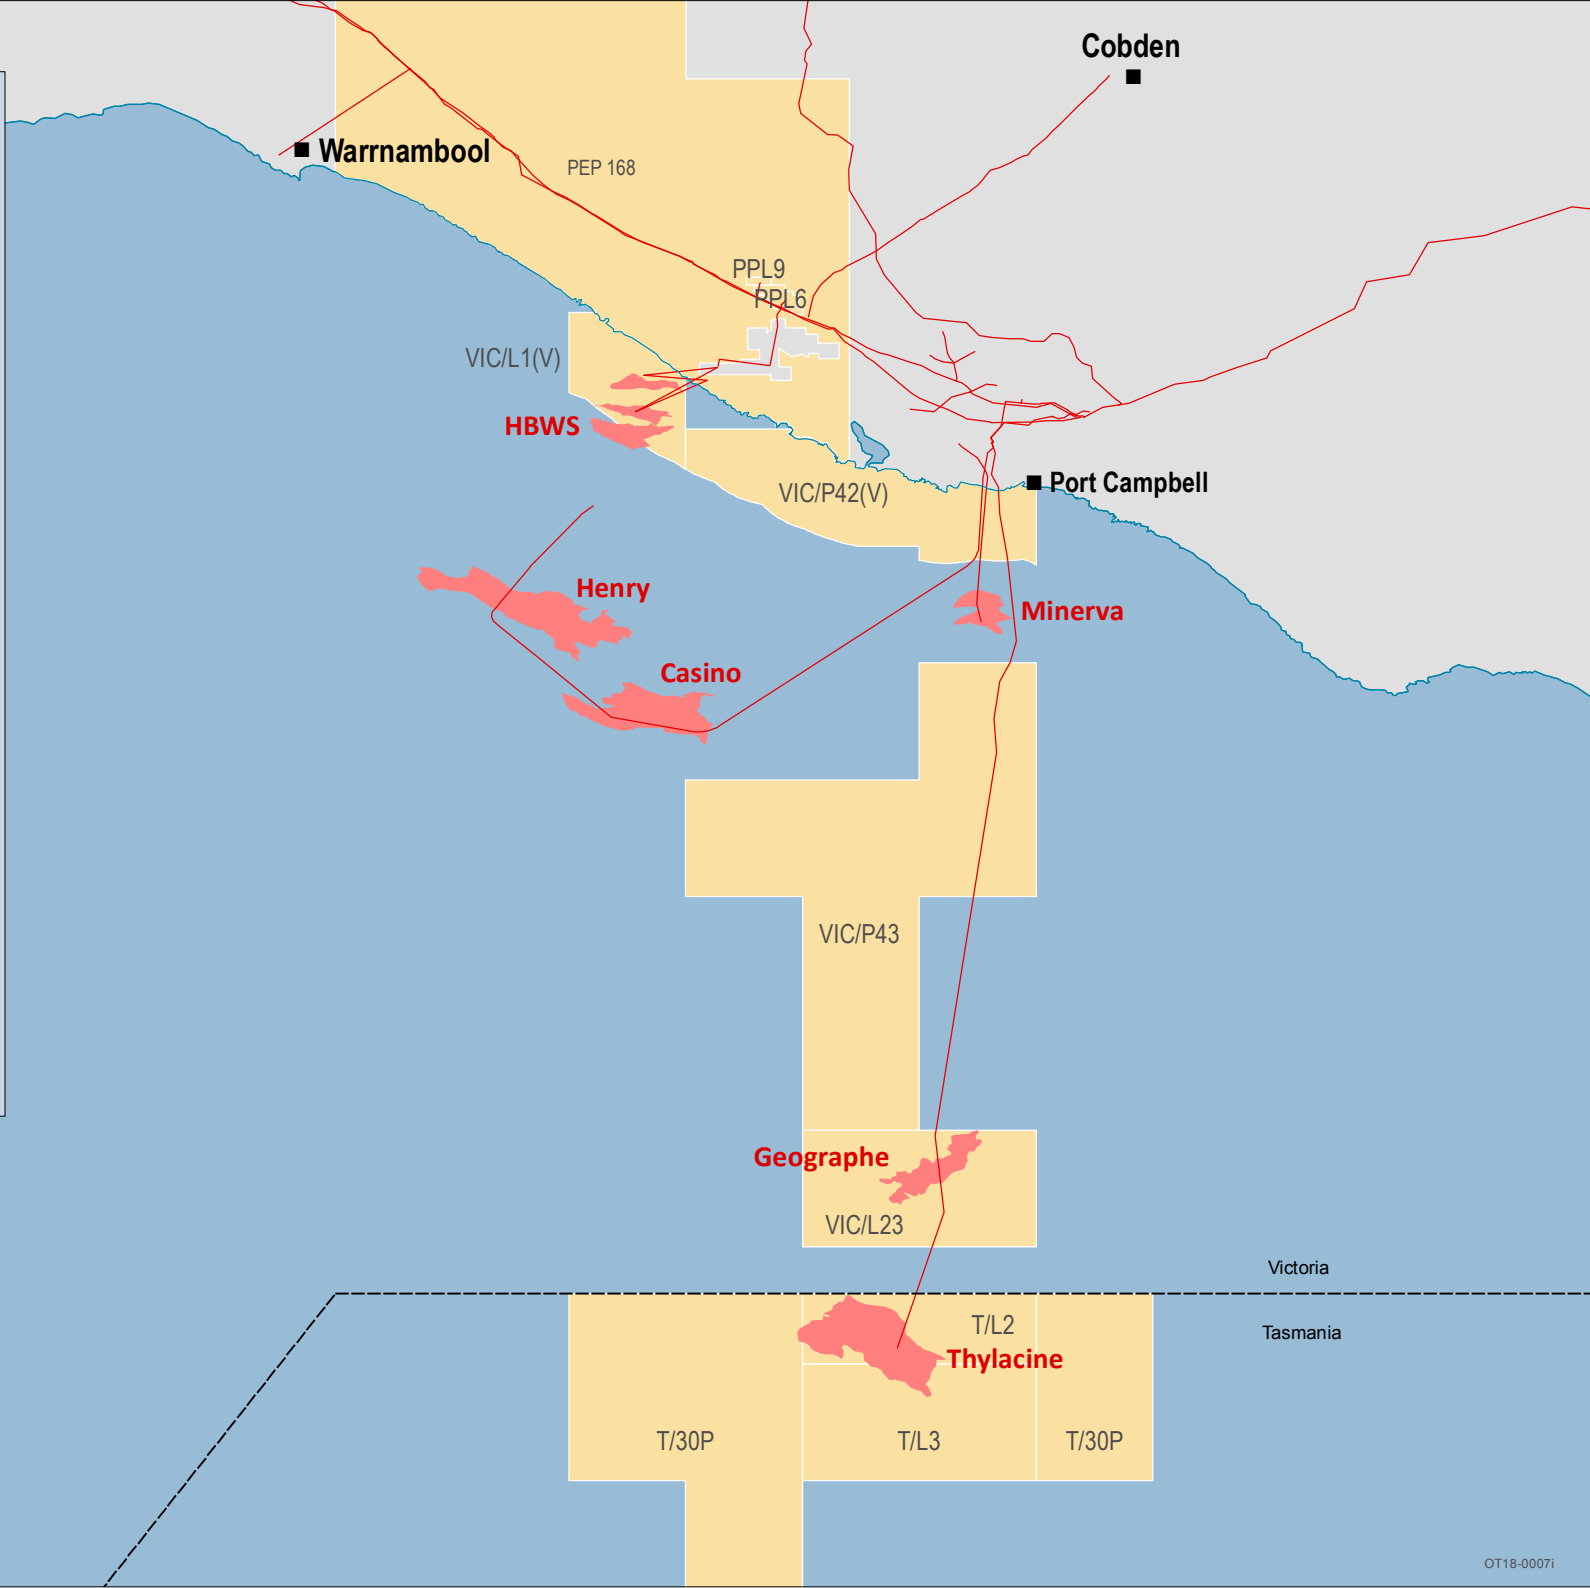 Cobden
Warrnambool
PEP 168
PPL9
PPL6
VIC/L1(V)
HBWS
Port Campbell
VIC/P42(V)
Henry
Minerva
Casino
VIC/P43
Geographe
VIC/L23
Victoria
T/L2
Tasmania
Thylacine
T/30P
T/L3
T/30P
OT18-0007i